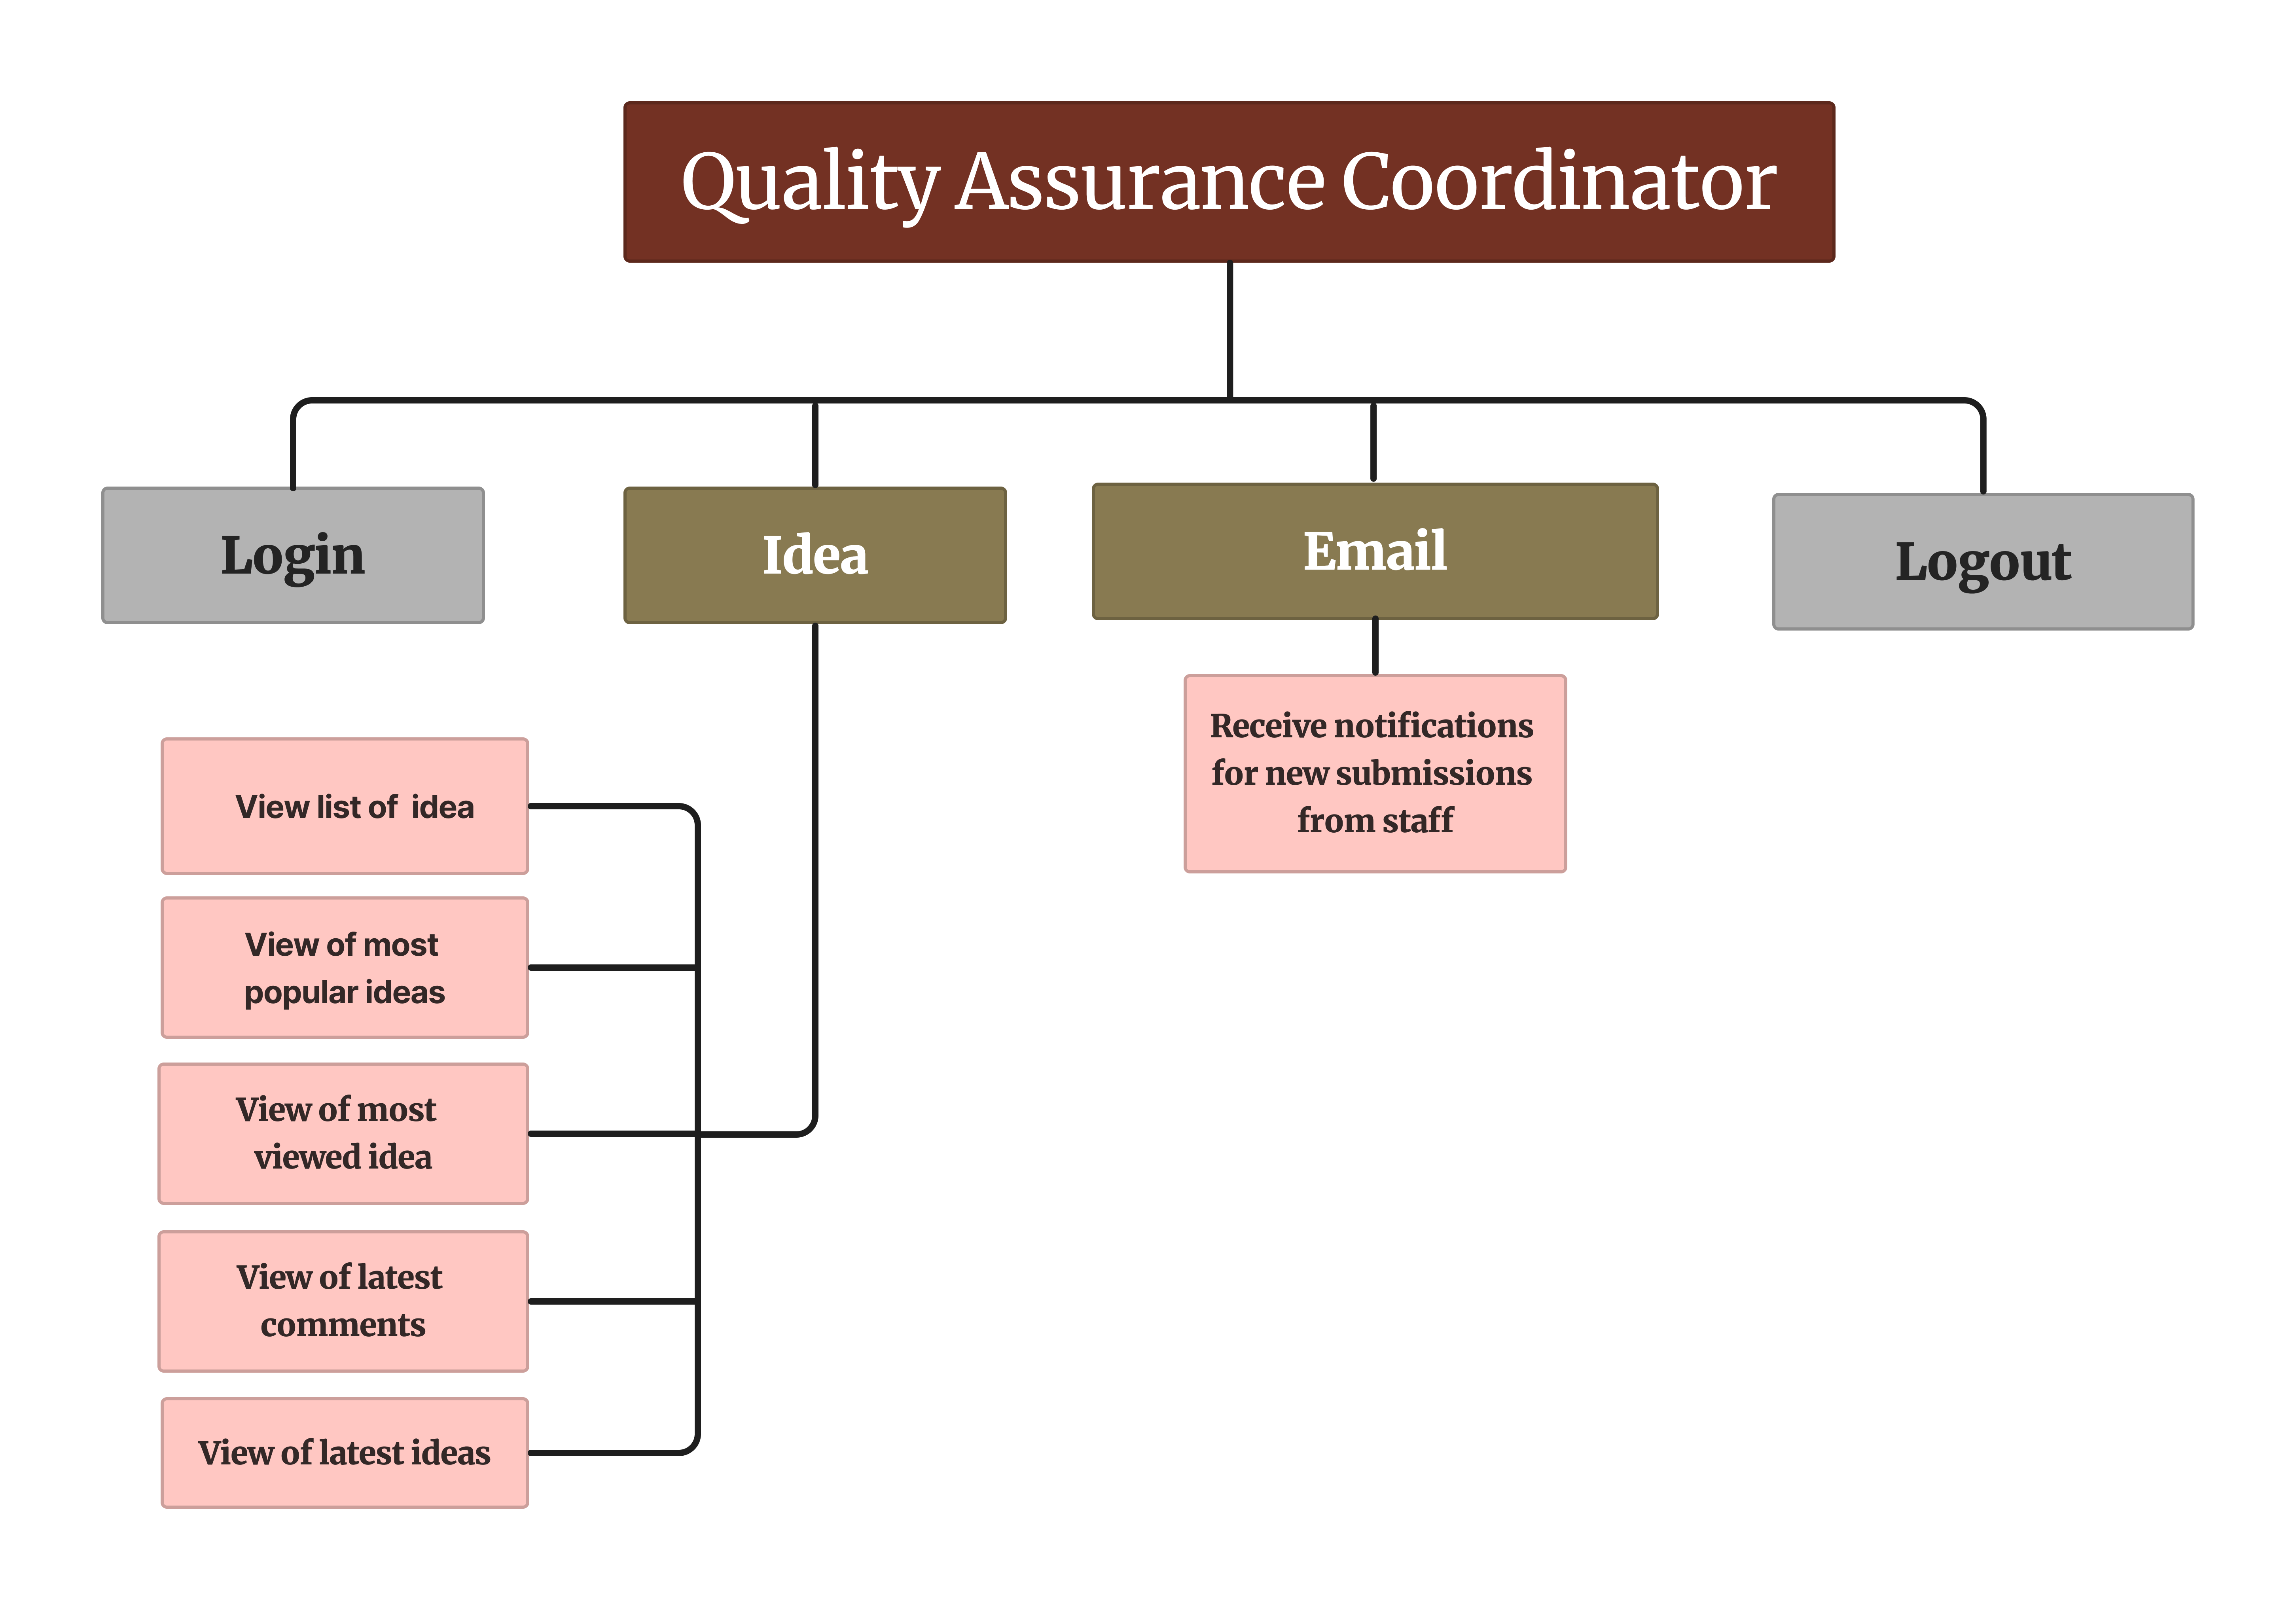 Quality Assurance Coordinator
Login
Idea
Email
Logout
Receive notifications
for new submissions
from staff
View list of idea
View of most
popular ideas
View of most
viewed idea
View of latest
comments
View of latest ideas